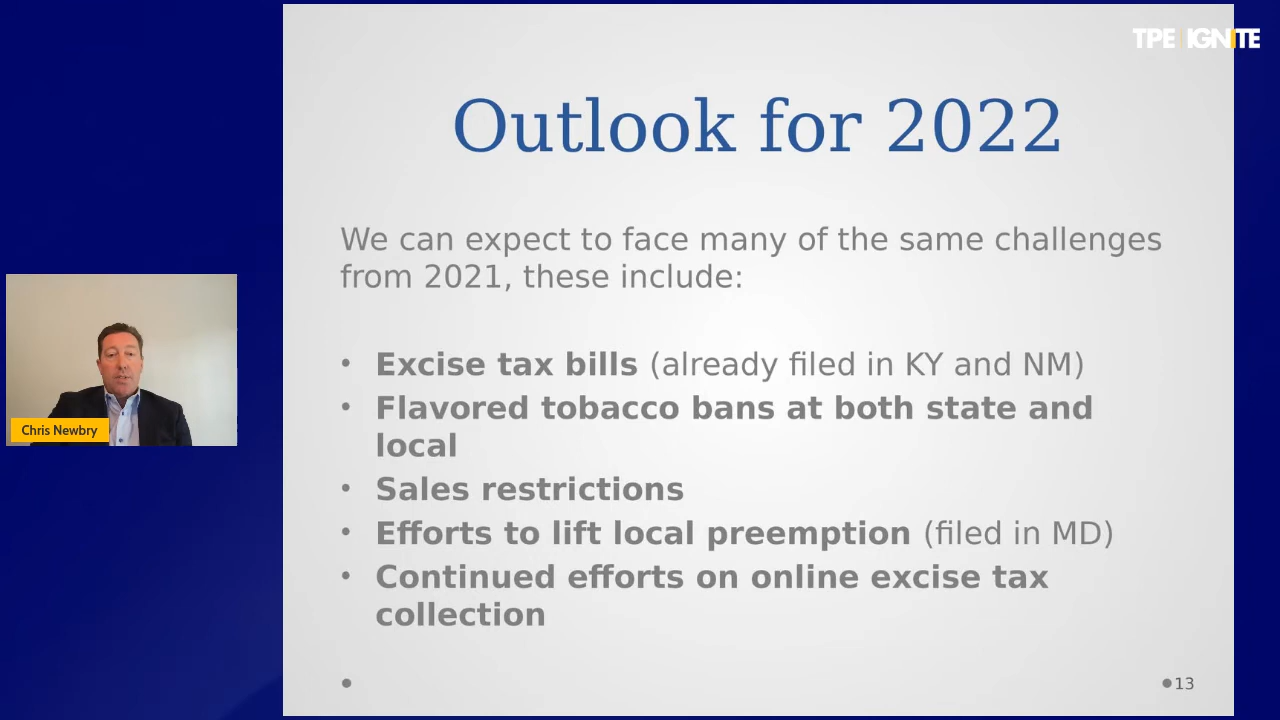 TPE IGNITE
Outlook for 2022
We can expect to face many of the same challenges
from 2021, these include:
• Excise tax bills (already filed in KY and NM)
• Flavored tobacco bans at both state and
local
• Sales restrictions
• Efforts to lift local preemption (filed in MD)
• Continued efforts on online excise tax
collection
Chris Newbry
13